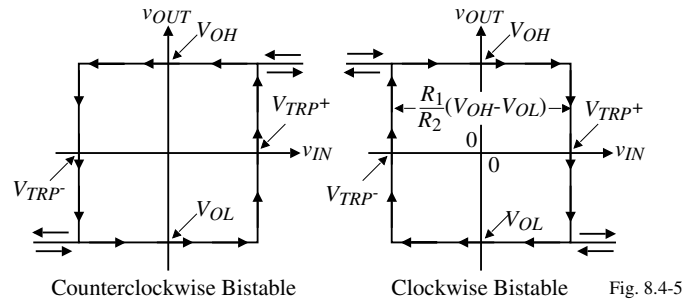 vOUT
VOH
VTRP+
vIN
VTRP-
VOL
Counterclockwise Bistable
vOUT
VOH
R1
R2
(VOH-VOL)
VTRP+
0
0
vIN
VTRP-
VOL
Clockwise Bistable
Fig. 8.4-5